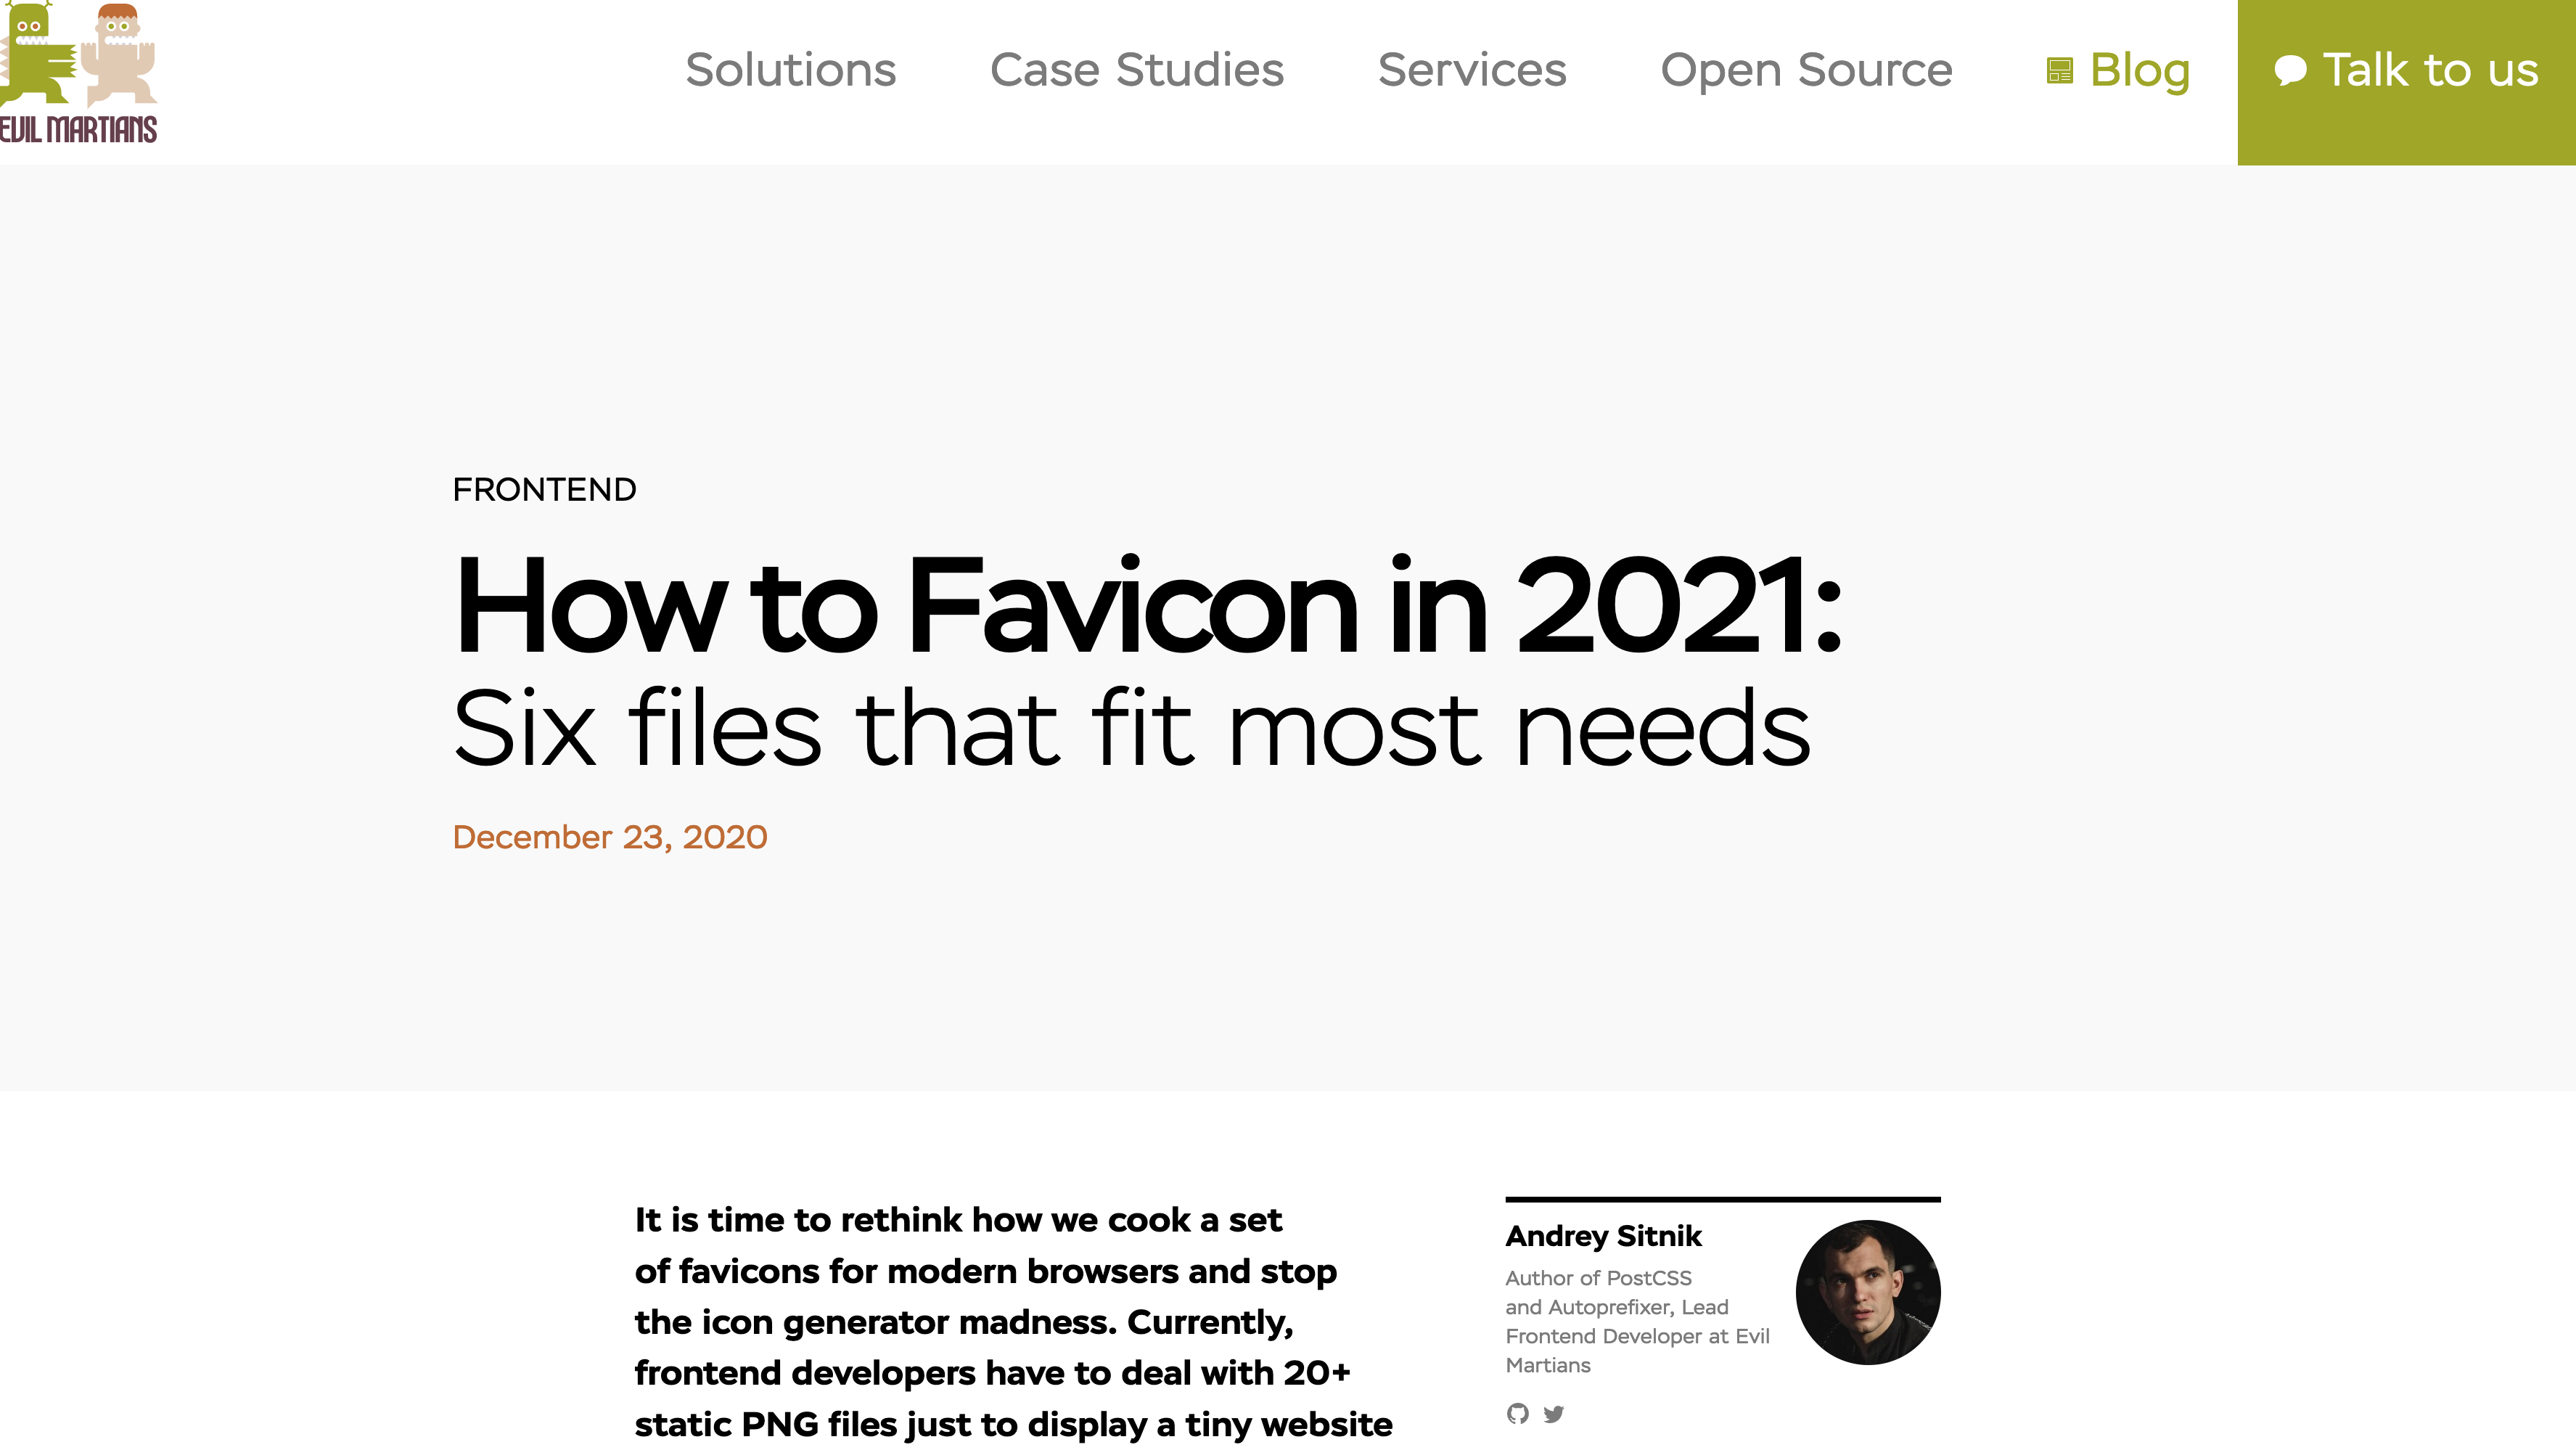 EVIL MARTIANS
Solutions
Case Studies
Services
Open Source
Blog
Talk to us
FRONTEND
How to Favicon in 2021:
Six files that fit most needs
December 23, 2020
It is time to rethink how we cook a set
of favicons for modern browsers and stop
the icon generator madness. Currently,
frontend developers have to deal with 20+
static PNG files just to display a tiny website
Andrey Sitnik
Author of PostCSS
and Autoprefixer, Lead
Frontend Developer at Evil
Martians